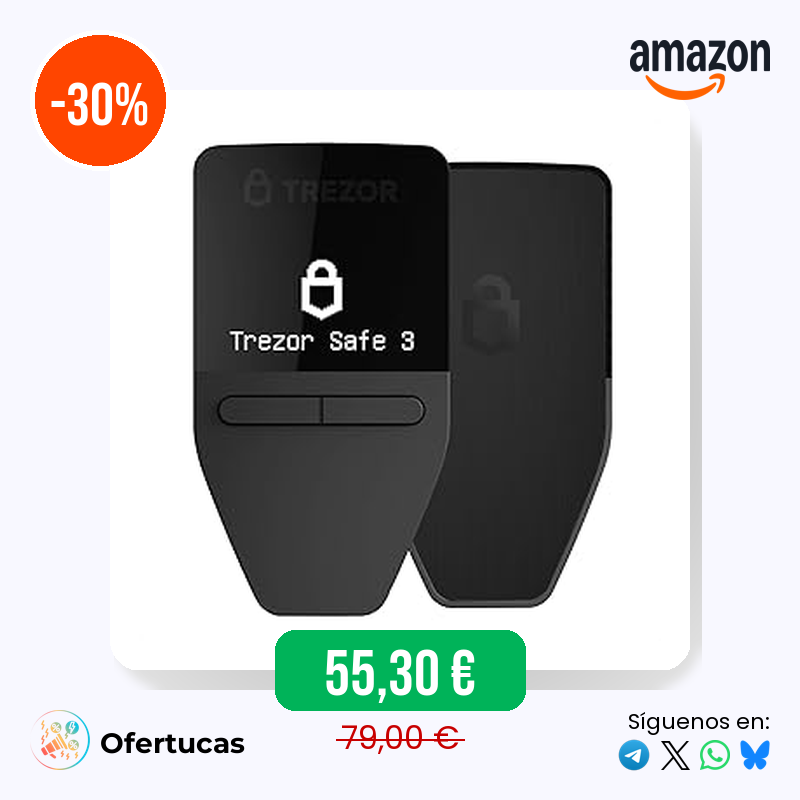 -30%
amazon
TREZOR
Trezor Safe 3
55,30 €
79,00 €
Ofertucas
Síguenos en: